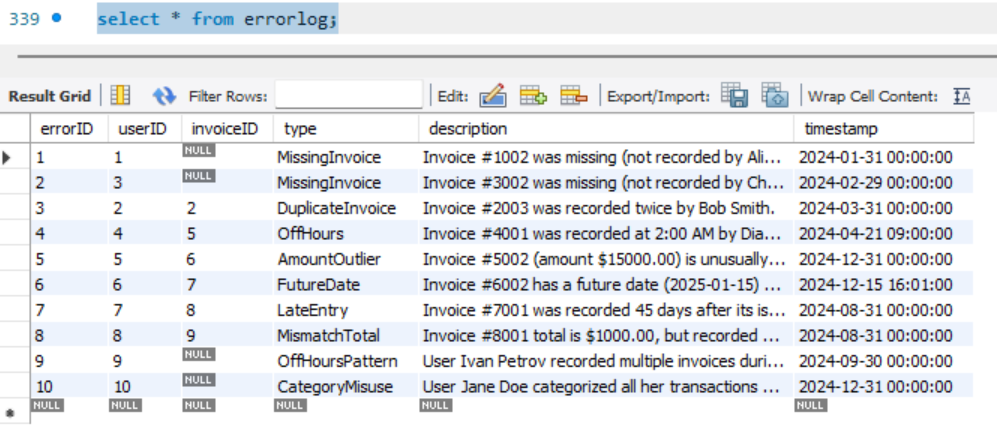 339 select * from errorlog;
Result Grid Filter Rows: Edit: Export/Import: Wrap Cell Content: IA
errorID userID invoiceID type description timestamp
1 1 NULL MissingInvoice Invoice #1002 was missing (not recorded by Ali... 2024-01-31 00:00:00
2 3 NULL MissingInvoice Invoice #3002 was missing (not recorded by Ch... 2024-02-29 00:00:00
3 2 2 DuplicateInvoice Invoice #2003 was recorded twice by Bob Smith. 2024-03-31 00:00:00
4 4 5 OffHours Invoice #4001 was recorded at 2:00 AM by Dia... 2024-04-21 09:00:00
5 5 6 AmountOutlier Invoice #5002 (amount $15000.00) is unusually... 2024-12-31 00:00:00
6 6 7 FutureDate Invoice #6002 has a future date (2025-01-15) ... 2024-12-15 16:01:00
7 7 8 LateEntry Invoice #7001 was recorded 45 days after its is... 2024-08-31 00:00:00
8 8 9 MismatchTotal Invoice #8001 total is $1000.00, but recorded ... 2024-08-31 00:00:00
9 9 NULL OffHoursPattern User Ivan Petrov recorded multiple invoices duri... 2024-09-30 00:00:00
10 10 NULL CategoryMisuse User Jane Doe categorized all her transactions ... 2024-12-31 00:00:00
NULL NULL NULL NULL NULL NULL